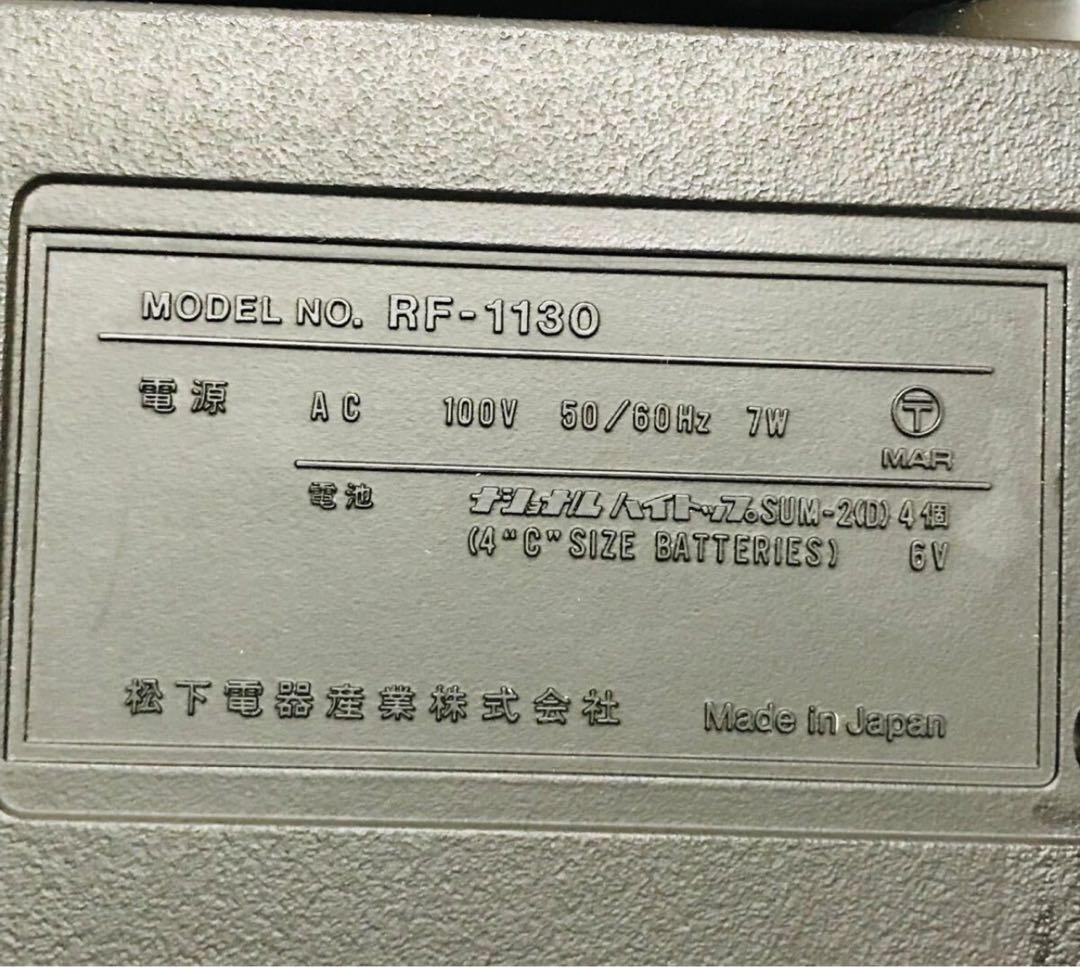 MODEL NO. RF-1130
電源 AC 100V 50/60Hz 7W 〒
MAR
電池 ナショナル ハイトップ。SUM-2(D) 4個
(4 "C" SIZE BATTERIES) 6V
松下電器産業株式会社 Made in Japan